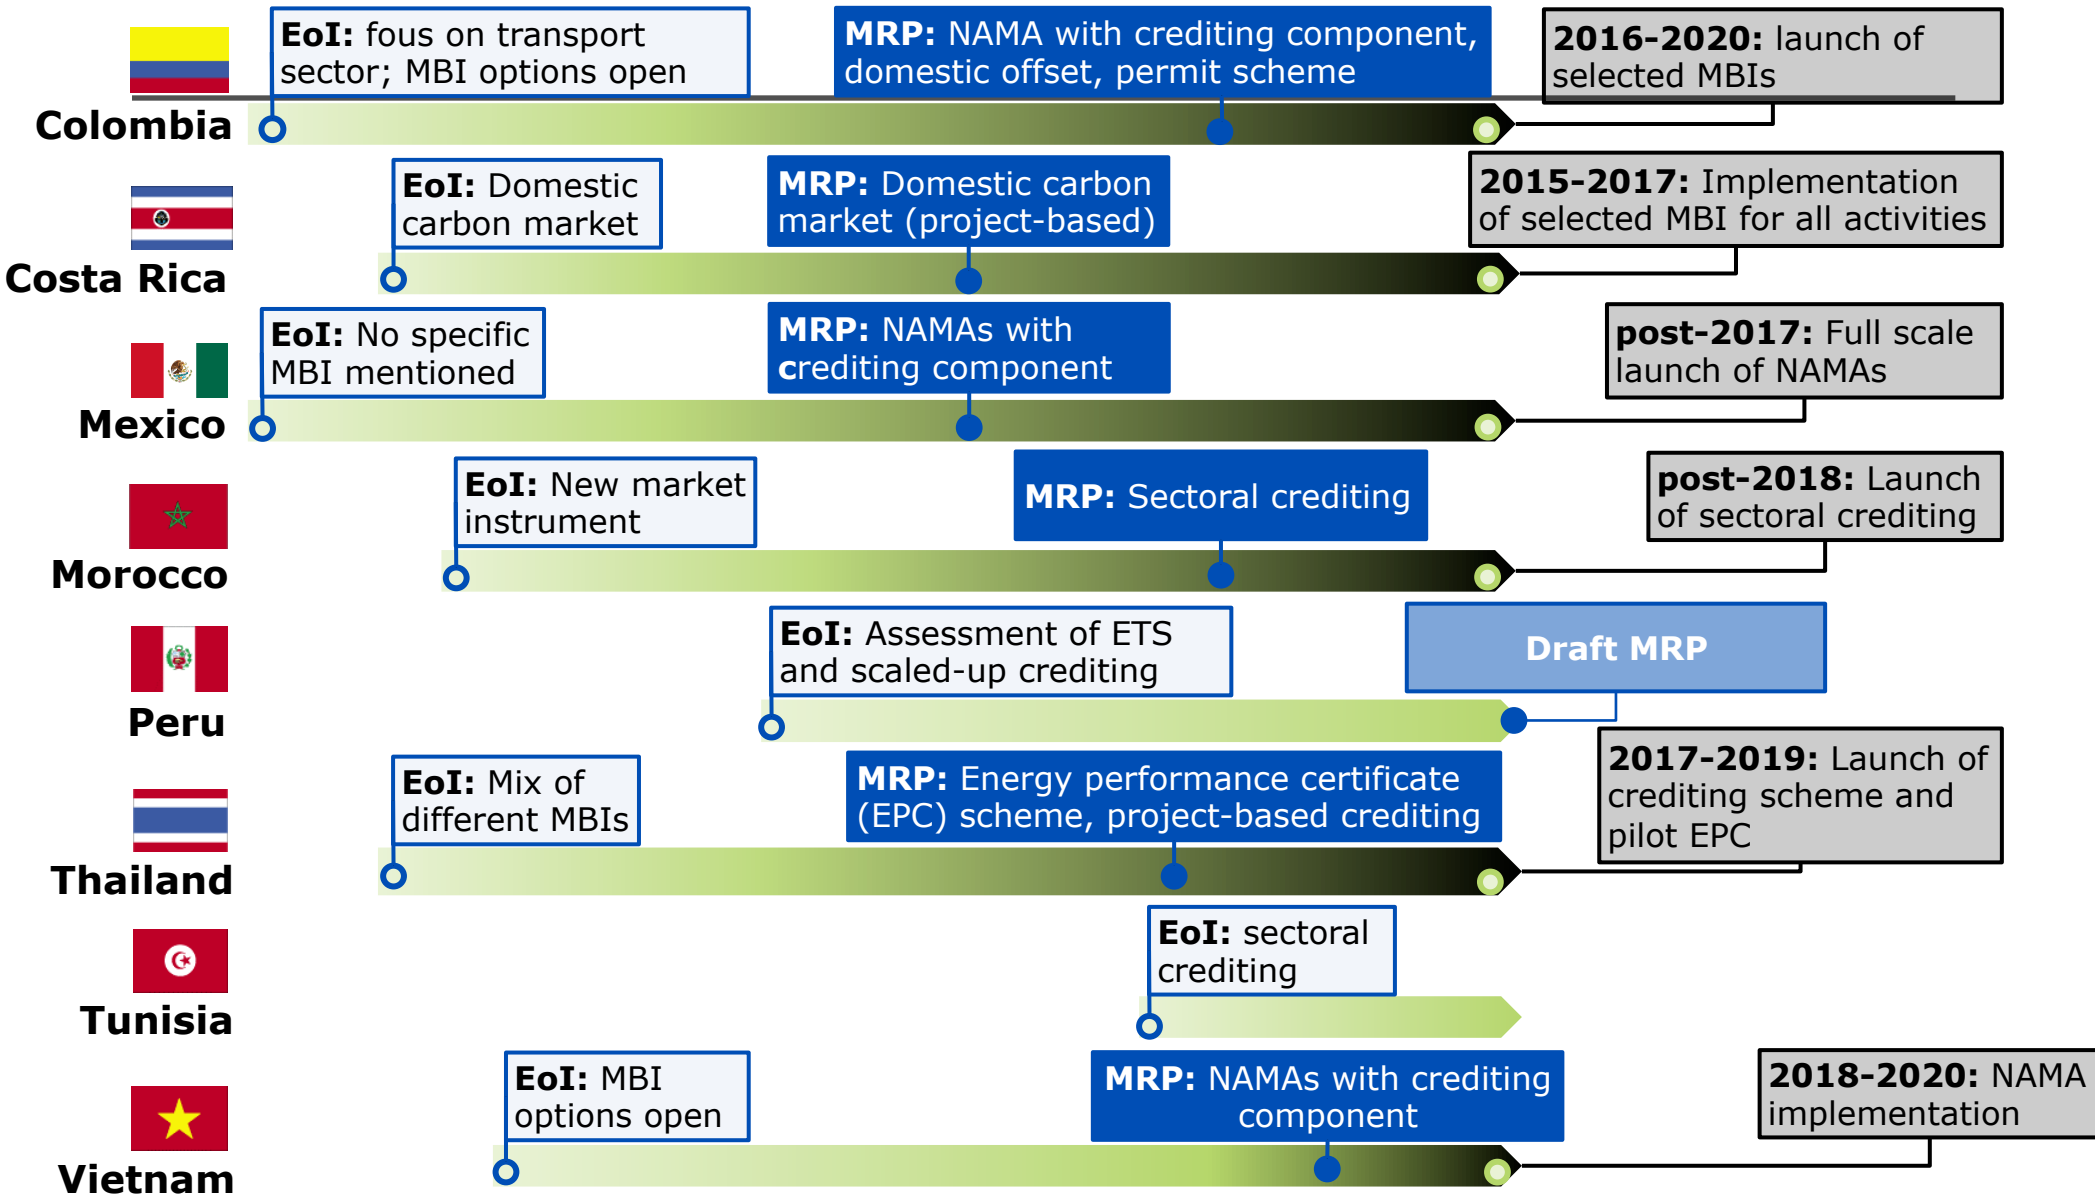 EoI: fous on transport
sector; MBI options open
MRP: NAMA with crediting component,
domestic offset, permit scheme
2016-2020: launch of
selected MBIs
Colombia
EoI: Domestic
carbon market
MRP: Domestic carbon
market (project-based)
2015-2017: Implementation
of selected MBI for all activities
Costa Rica
EoI: No specific
MBI mentioned
MRP: NAMAs with
crediting component
post-2017: Full scale
launch of NAMAs
Mexico
EoI: New market
instrument
MRP: Sectoral crediting
post-2018: Launch
of sectoral crediting
Morocco
EoI: Assessment of ETS
and scaled-up crediting
Draft MRP
Peru
EoI: Mix of
different MBIs
MRP: Energy performance certificate
(EPC) scheme, project-based crediting
2017-2019: Launch of
crediting scheme and
pilot EPC
Thailand
EoI: sectoral
crediting
Tunisia
EoI: MBI
options open
MRP: NAMAs with crediting
component
2018-2020: NAMA
implementation
Vietnam